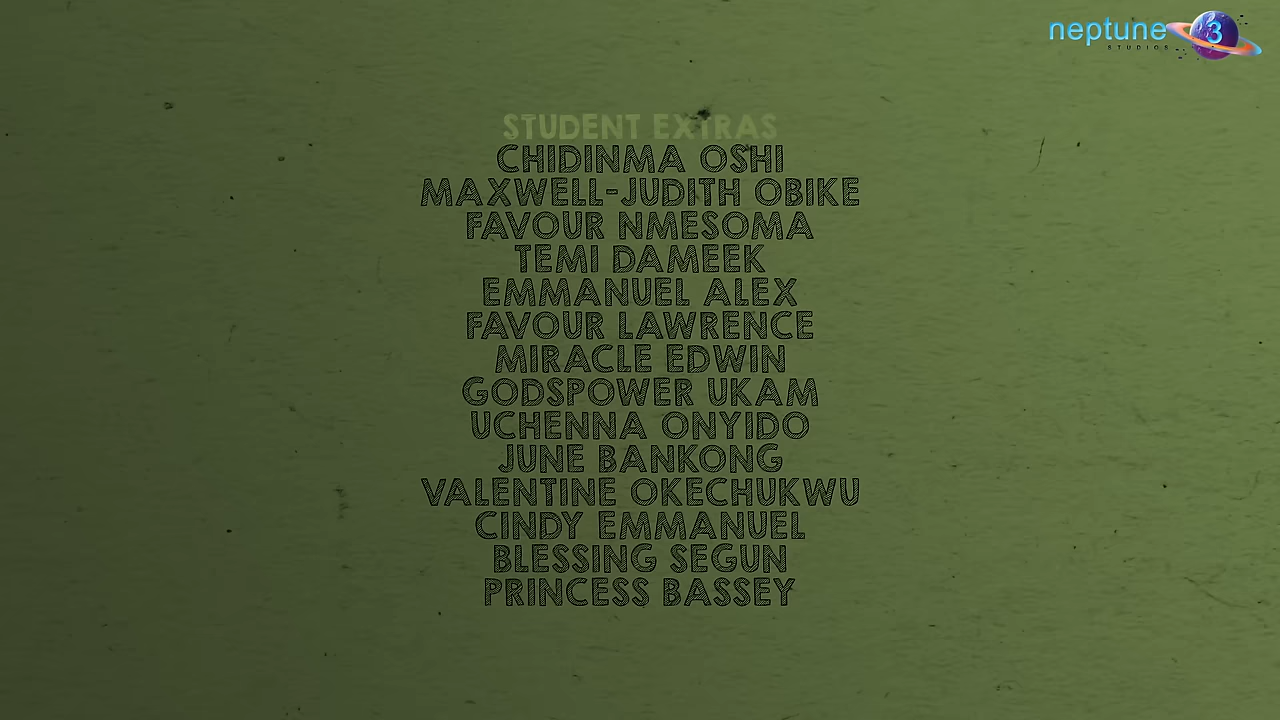 neptune 3
STUDIOS
STUDENT EXTRAS
CHIDINMA OSHI
MAXWELL-JUDITH OBIKE
FAVOUR NMESOMA
TEMI DAMEEK
EMMANUEL ALEX
FAVOUR LAWRENCE
MIRACLE EDWIN
GODSPOWER UKAM
UCHENNA ONYIDO
JUNE BANKONG
VALENTINE OKECHUKWU
CINDY EMMANUEL
BLESSING SEGUN
PRINCESS BASSEY